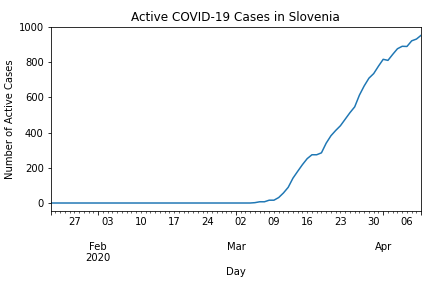 Active COVID-19 Cases in Slovenia
Number of Active Cases
1000
800
600
400
200
0
27 03 10 17 24 02 09 16 23 30 06
Feb Mar Apr
2020
Day